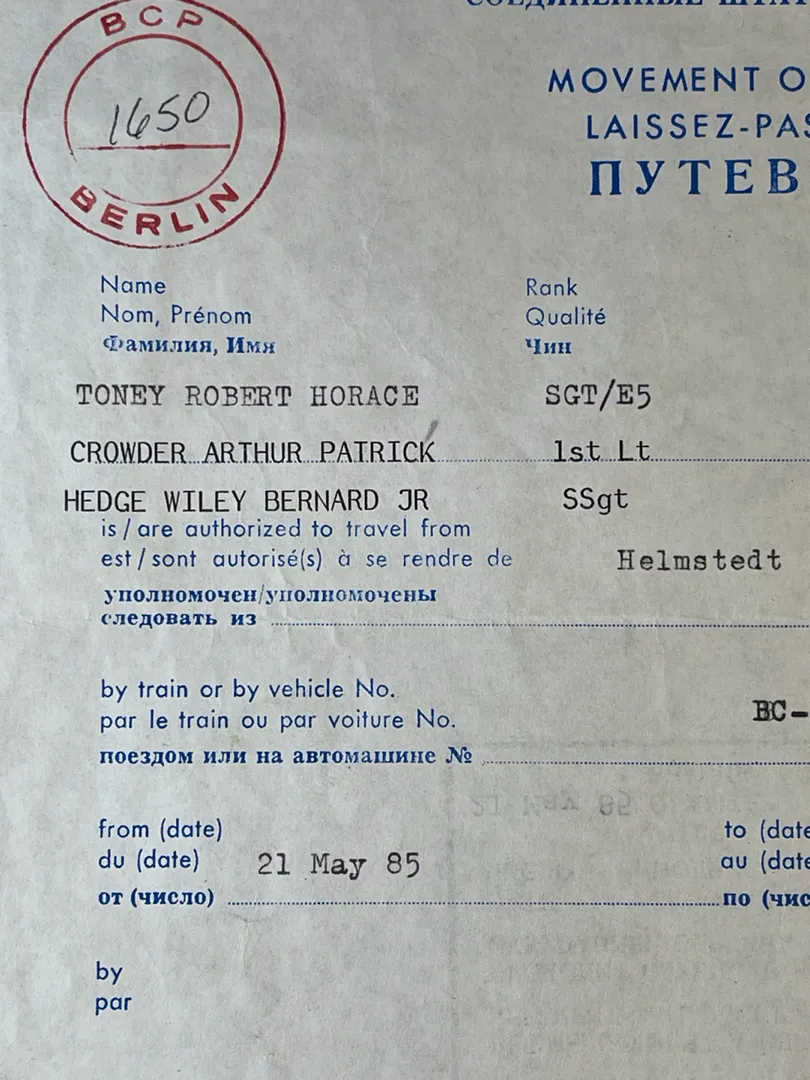 BCP
1650
BERLIN
MOVEMENT O
LAISSEZ-PAS
ПУТЕВ
Name
Nom, Prénom
Фамилия, Имя
Rank
Qualité
Чин
TONEY ROBERT HORACE SGT/E5
CROWDER ARTHUR PATRICK 1st Lt
HEDGE WILEY BERNARD JR SSgt
is/are authorized to travel from
est/sont autorisé(s) à se rendre de Helmstedt
уполномочен/уполномочены
следовать из
by train or by vehicle No.
par le train ou par voiture No. BC-
поездом или на автомашине №
from (date) to (date
du (date) 21 May 85 au (date
от (число) по (чис
by
par